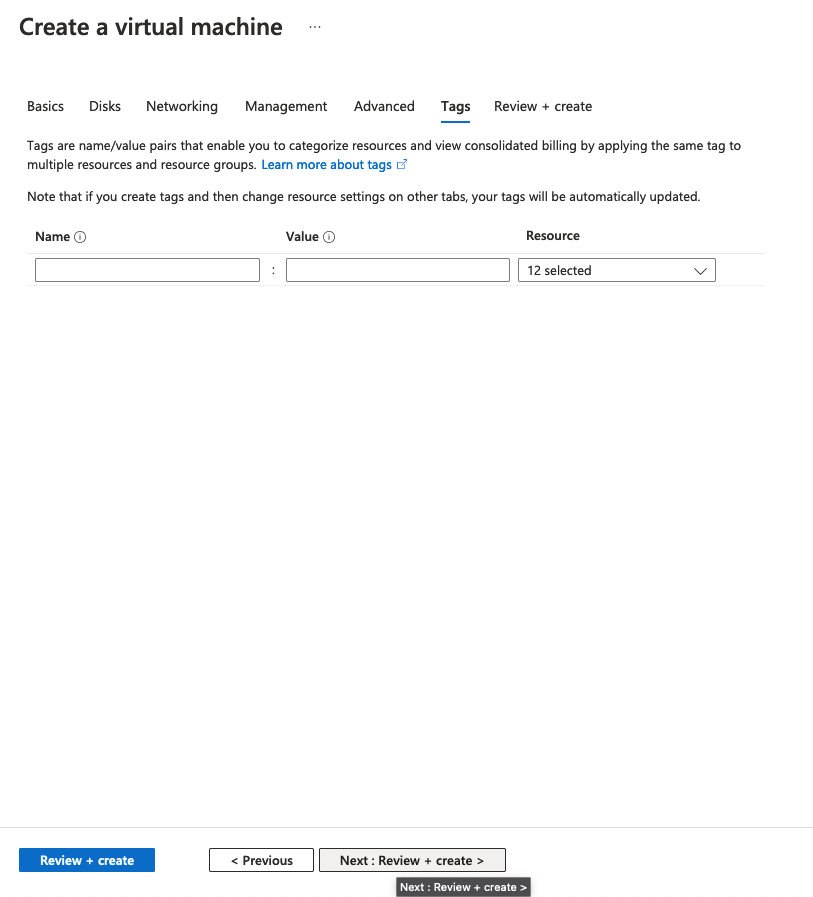 Create a virtual machine ...
Basics Disks Networking Management Advanced Tags Review + create
Tags are name/value pairs that enable you to categorize resources and view consolidated billing by applying the same tag to
multiple resources and resource groups. Learn more about tags
Note that if you create tags and then change resource settings on other tabs, your tags will be automatically updated.
Name Value Resource
: 12 selected
Review + create < Previous Next : Review + create >
Next : Review + create >